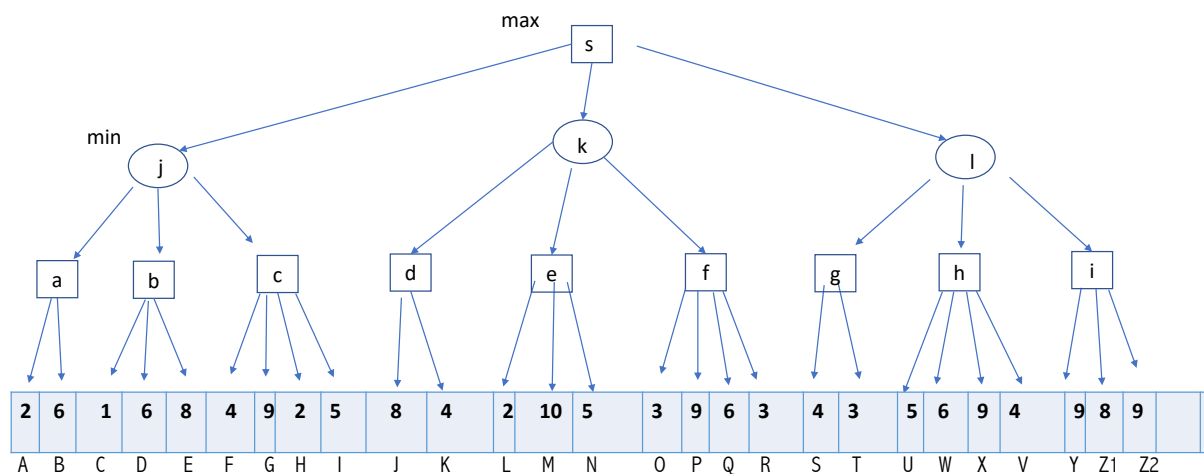 max
s
min
j k l
a b c d e f g h i
2 6 1 6 8 4 9 2 5 8 4 2 10 5 3 9 6 3 4 3 5 6 9 4 9 8 9
A B C D E F G H I J K L M N O P Q R S T U W X V Y Z1 Z2